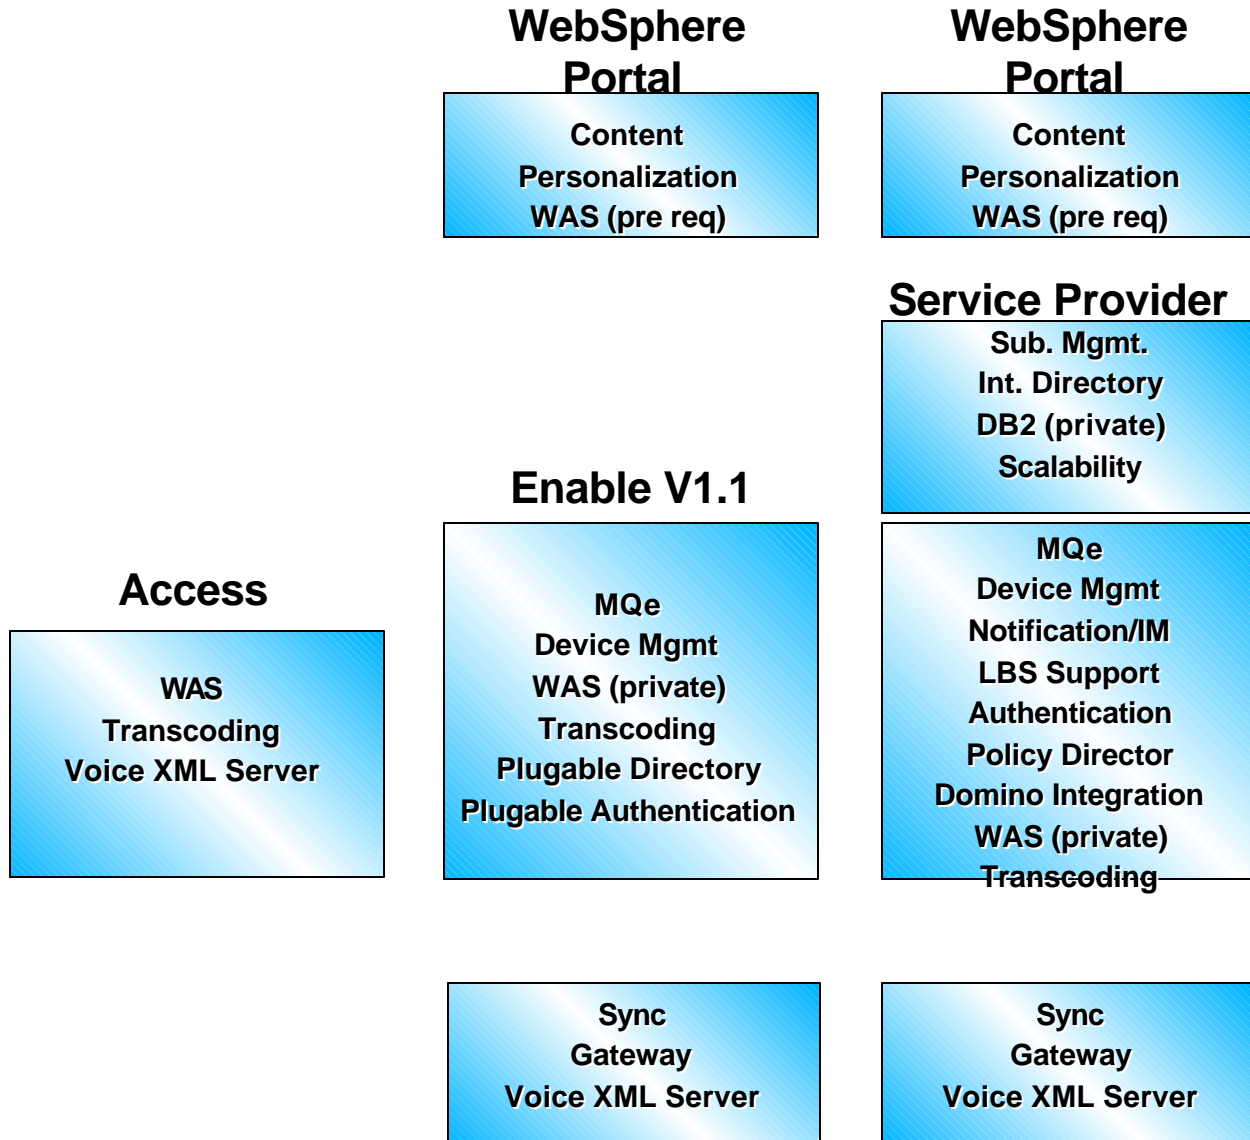 WebSphere
Portal
Content
Personalization
WAS (pre req)
WebSphere
Portal
Content
Personalization
WAS (pre req)
Service Provider
Sub. Mgmt.
Int. Directory
DB2 (private)
Scalability
Access
WAS
Transcoding
Voice XML Server
Enable V1.1
MQe
Device Mgmt
WAS (private)
Transcoding
Plugable Directory
Plugable Authentication
MQe
Device Mgmt
Notification/IM
LBS Support
Authentication
Policy Director
Domino Integration
WAS (private)
Transcoding
Sync
Gateway
Voice XML Server
Sync
Gateway
Voice XML Server